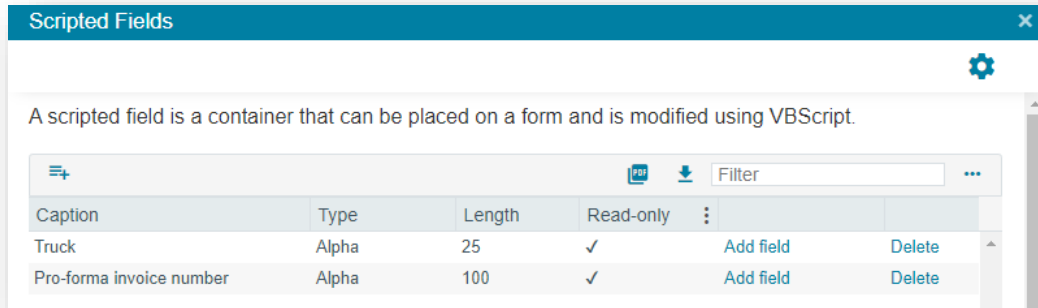 Scripted Fields
A scripted field is a container that can be placed on a form and is modified using VBScript.
PDF Filter
Caption Type Length Read-only
Truck Alpha 25 ✓ Add field Delete
Pro-forma invoice number Alpha 100 ✓ Add field Delete